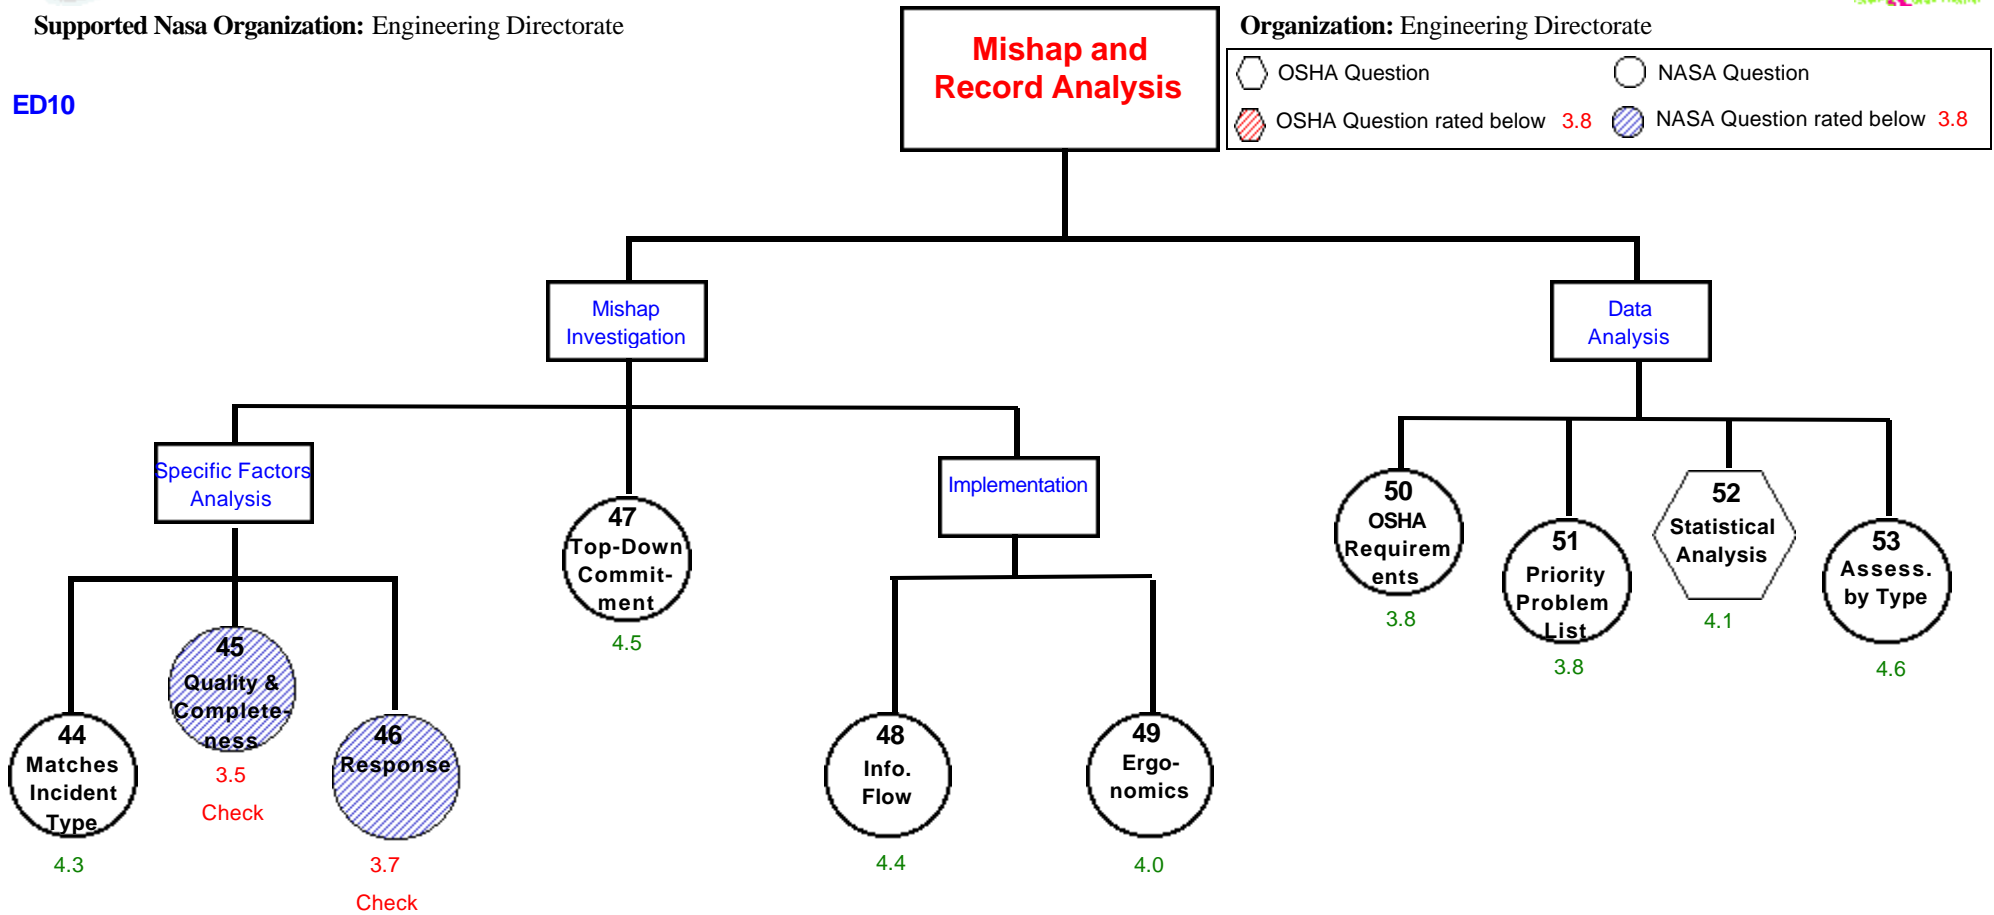 Supported Nasa Organization: Engineering Directorate
Organization: Engineering Directorate
ED10
Mishap and
Record Analysis
OSHA Question
NASA Question
OSHA Question rated below 3.8
NASA Question rated below 3.8
Mishap
Investigation
Data
Analysis
Specific Factors
Analysis
Implementation
44
Matches
Incident
Type
4.3
45
Quality &
Complete-
ness
3.5
Check
46
Response
3.7
Check
47
Top-Down
Commit-
ment
4.5
48
Info.
Flow
4.4
49
Ergo-
nomics
4.0
50
OSHA
Requirem
ents
3.8
51
Priority
Problem
List
3.8
52
Statistical
Analysis
4.1
53
Assess.
by Type
4.6